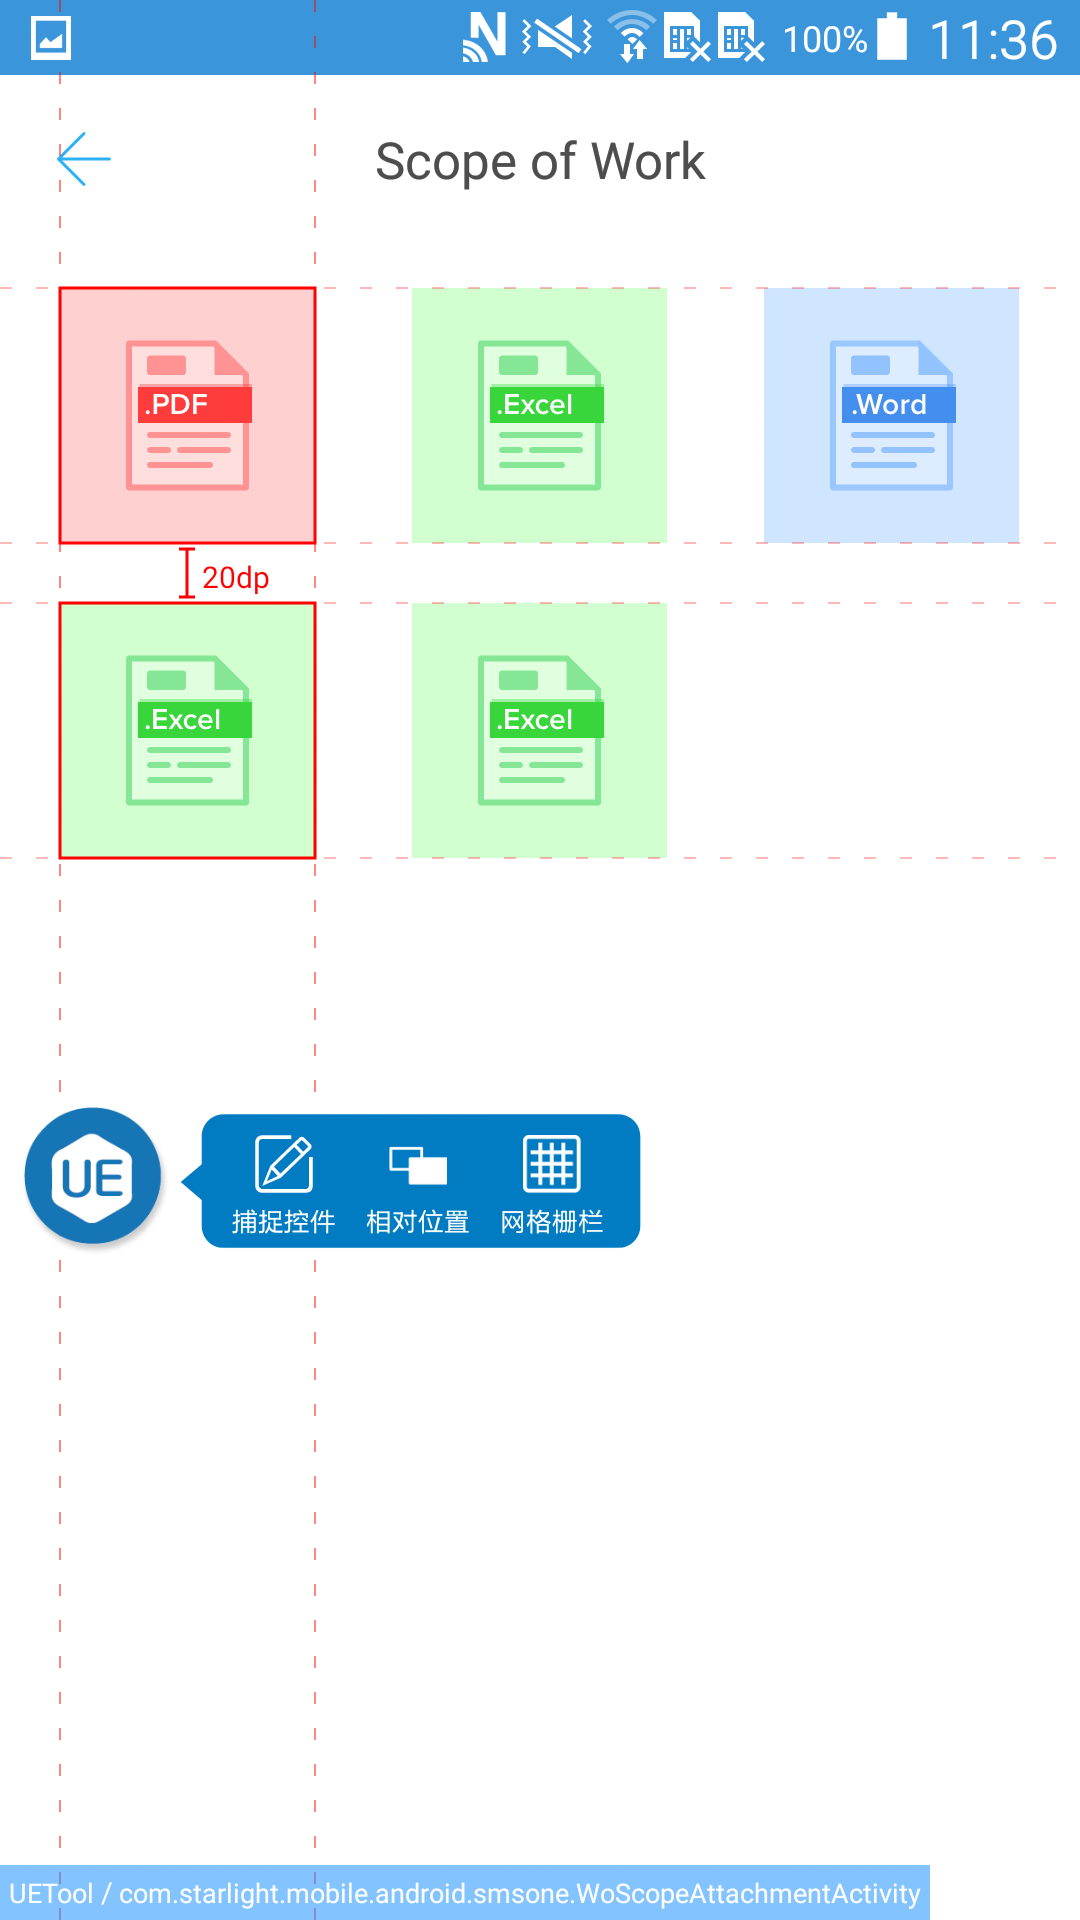 100% 11:36
Scope of Work
.PDF .Excel .Word
20dp
.Excel .Excel
UE
捕捉控件 相对位置 网格栅栏
UETool / com.starlight.mobile.android.smsone.WoScopeAttachmentActivity